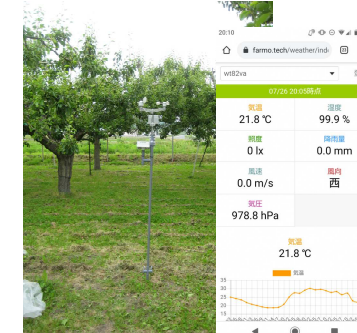 20:10
farmo.tech/weather/ind
wt82va
07/26 20:05時点
気温 湿度
21.8 ℃ 99.9 %
照度 降雨量
0 lx 0.0 mm
風速 風向
0.0 m/s 西
気圧
978.8 hPa
気温
21.8 ℃
気温
35
30
25
20
15